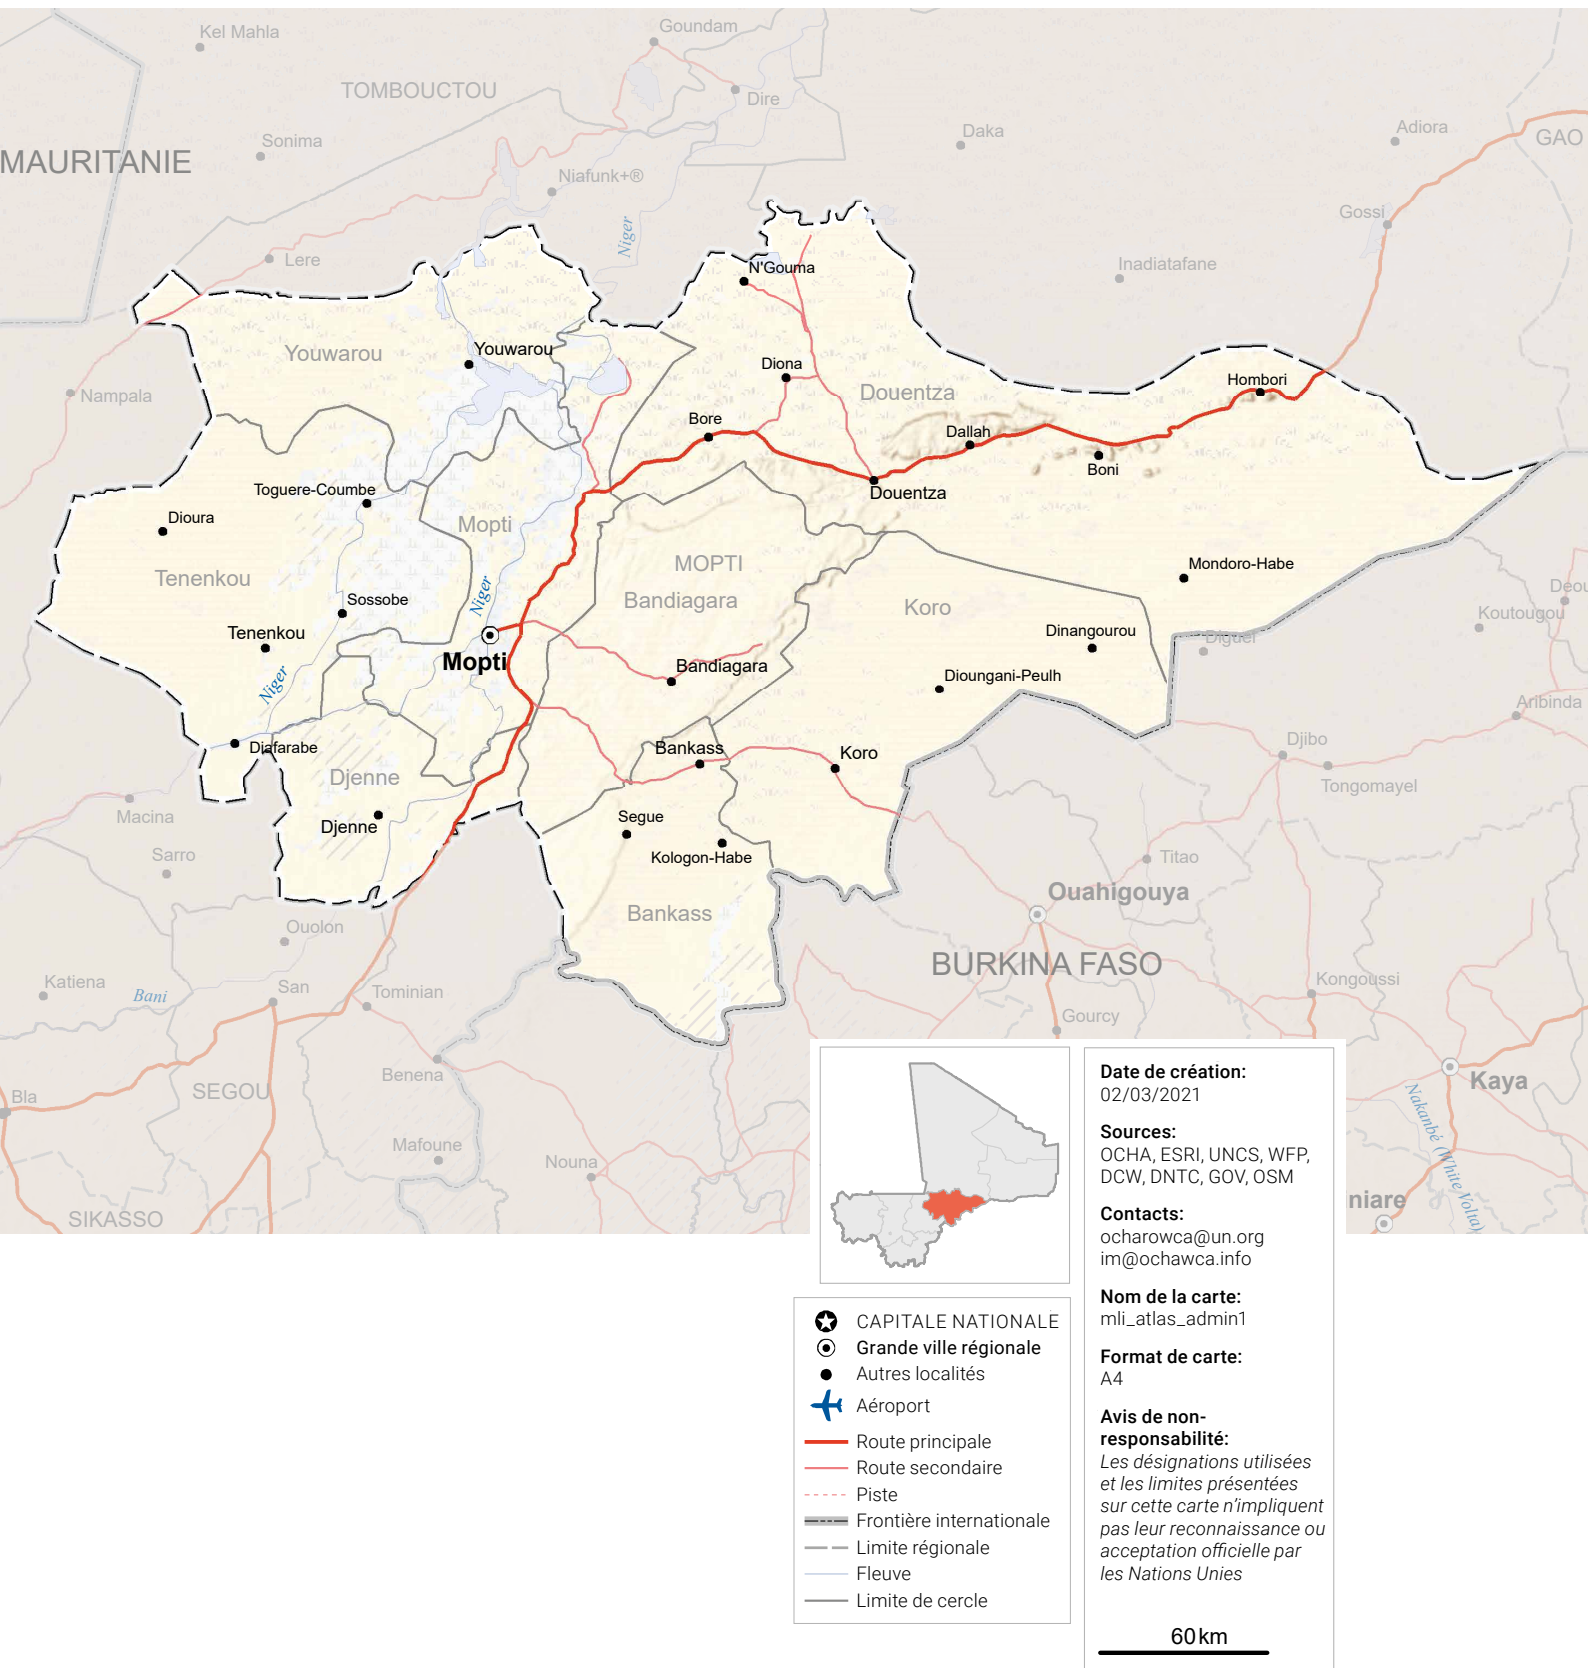 Kel Mahla
Goundam
TOMBOUCTOU
Dire
Daka
Adiora
GAO
Sonima
MAURITANIE
Niafunk+®
Gossi
Niger
Lere
N'Gouma
Inadiatafane
Youwarou
Youwarou
Diona
Hombori
Nampala
Douentza
Bore
Dallah
Boni
Toguere-Coumbe
Douentza
Dioura
Mopti
MOPTI
Mondoro-Habe
Tenenkou
Niger
Bandiagara
Koro
Sossobe
Koutougou
Tenenkou
Dinangourou
Diguel
Mopti
Bandiagara
Dioungani-Peulh
Niger
Aribinda
Diafarabe
Bankass
Koro
Djibo
Djenne
Tongomayel
Macina
Segue
Djenne
Sarro
Kologon-Habe
Titao
Ouahigouya
Bankass
Ouolon
BURKINA FASO
Katiena
Bani
San
Tominian
Kongoussi
Gourcy
Benena
SEGOU
Bla
Kaya
Nakanbé (White Volta)
Mafoune
Nouna
SIKASSO
niare
Date de création:
02/03/2021
Sources:
OCHA, ESRI, UNCS, WFP,
DCW, DNTC, GOV, OSM
Contacts:
ocharowca@un.org
im@ochawca.info
Nom de la carte:
mli_atlas_admin1
Format de carte:
A4
Avis de non-
responsabilité:
Les désignations utilisées
et les limites présentées
sur cette carte n'impliquent
pas leur reconnaissance ou
acceptation officielle par
les Nations Unies
60 km
CAPITALE NATIONALE
Grande ville régionale
Autres localités
Aéroport
Route principale
Route secondaire
Piste
Frontière internationale
Limite régionale
Fleuve
Limite de cercle